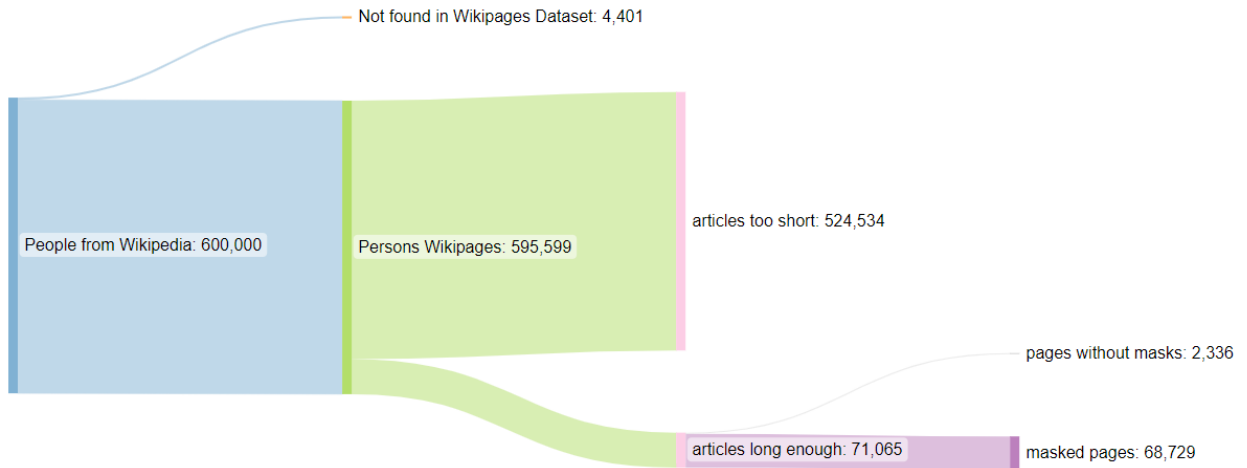 Not found in Wikipages Dataset: 4,401
People from Wikipedia: 600,000
Persons Wikipages: 595,599
articles too short: 524,534
pages without masks: 2,336
articles long enough: 71,065
masked pages: 68,729